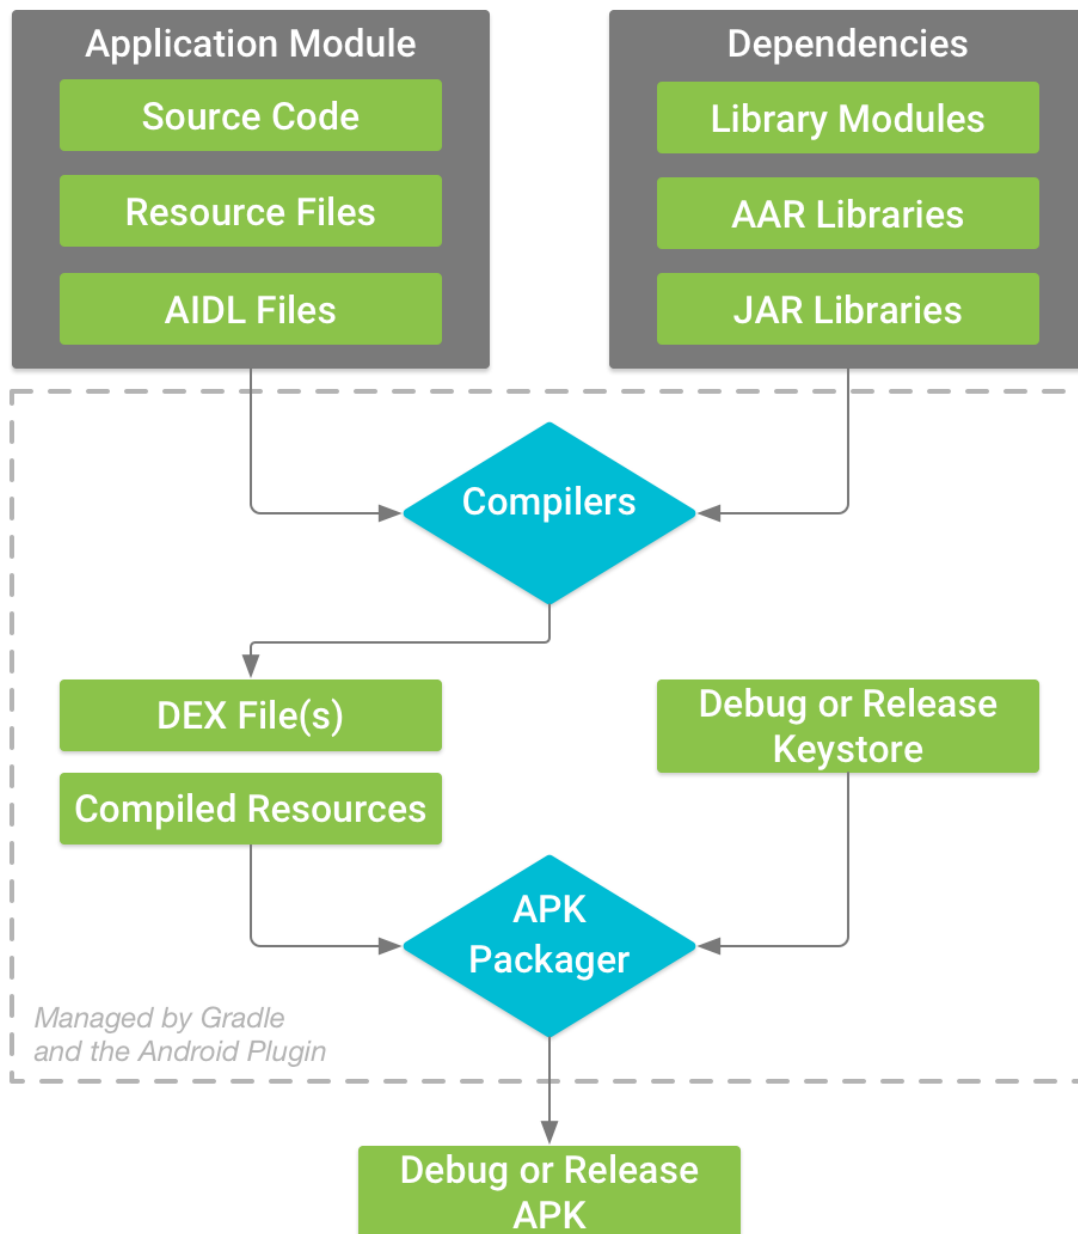 Application Module
Source Code
Resource Files
AIDL Files
Dependencies
Library Modules
AAR Libraries
JAR Libraries
Compilers
DEX File(s)
Compiled Resources
Debug or Release
Keystore
APK
Packager
Managed by Gradle
and the Android Plugin
Debug or Release
APK